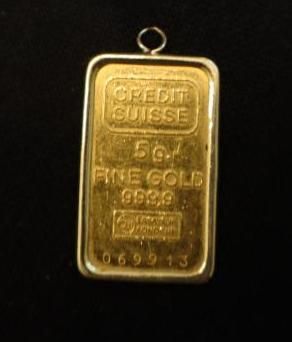 CREDIT
SUISSE
5g.
FINE GOLD
999,9
069913